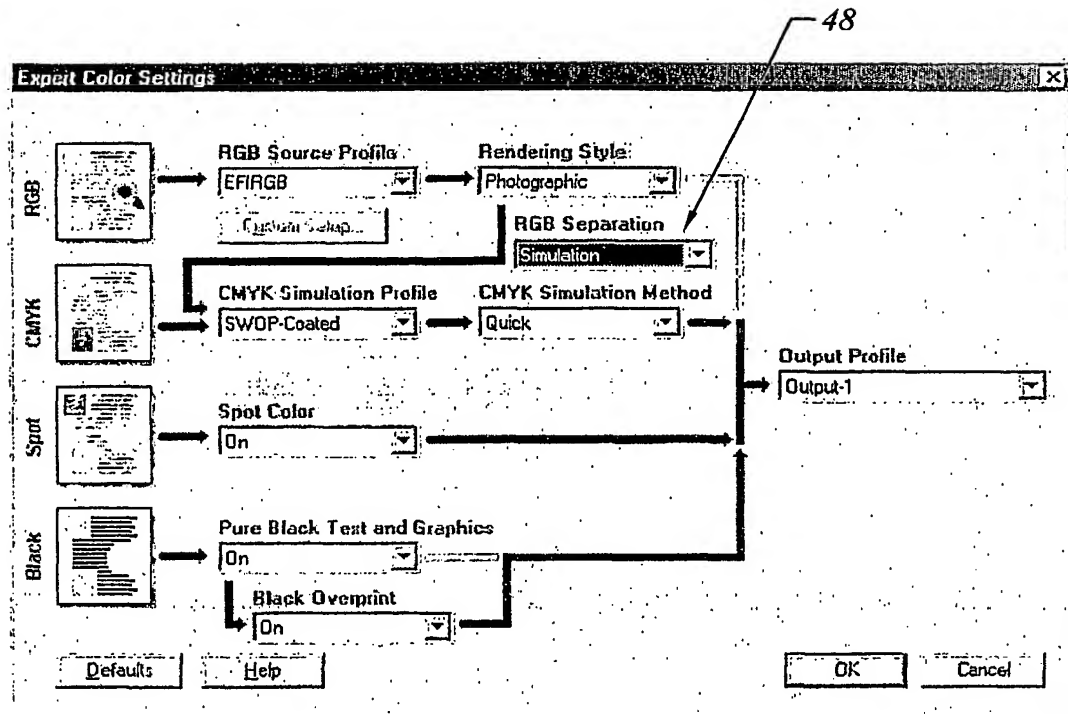 48
Expert Color Settings
RGB
RGB Source Profile
EFIRGB
Custom Setup...
Rendering Style
Photographic
RGB Separation
Simulation
CMYK
CMYK Simulation Profile
SWOP-Coated
CMYK Simulation Method
Quick
Output Profile
Output-1
Spot
Spot Color
On
Black
Pure Black Text and Graphics
On
Black Overprint
On
Defaults
Help
OK
Cancel